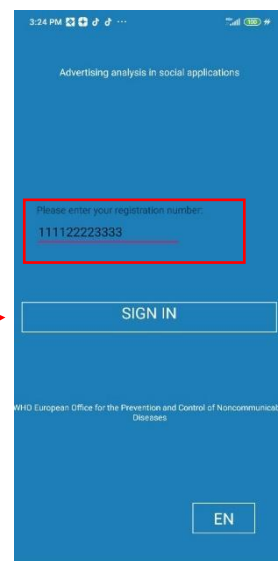 3:24 PM
Advertising analysis in social applications
Please enter your registration number:
111122223333
SIGN IN
WHO European Office for the Prevention and Control of Noncommunicab
Diseases
EN